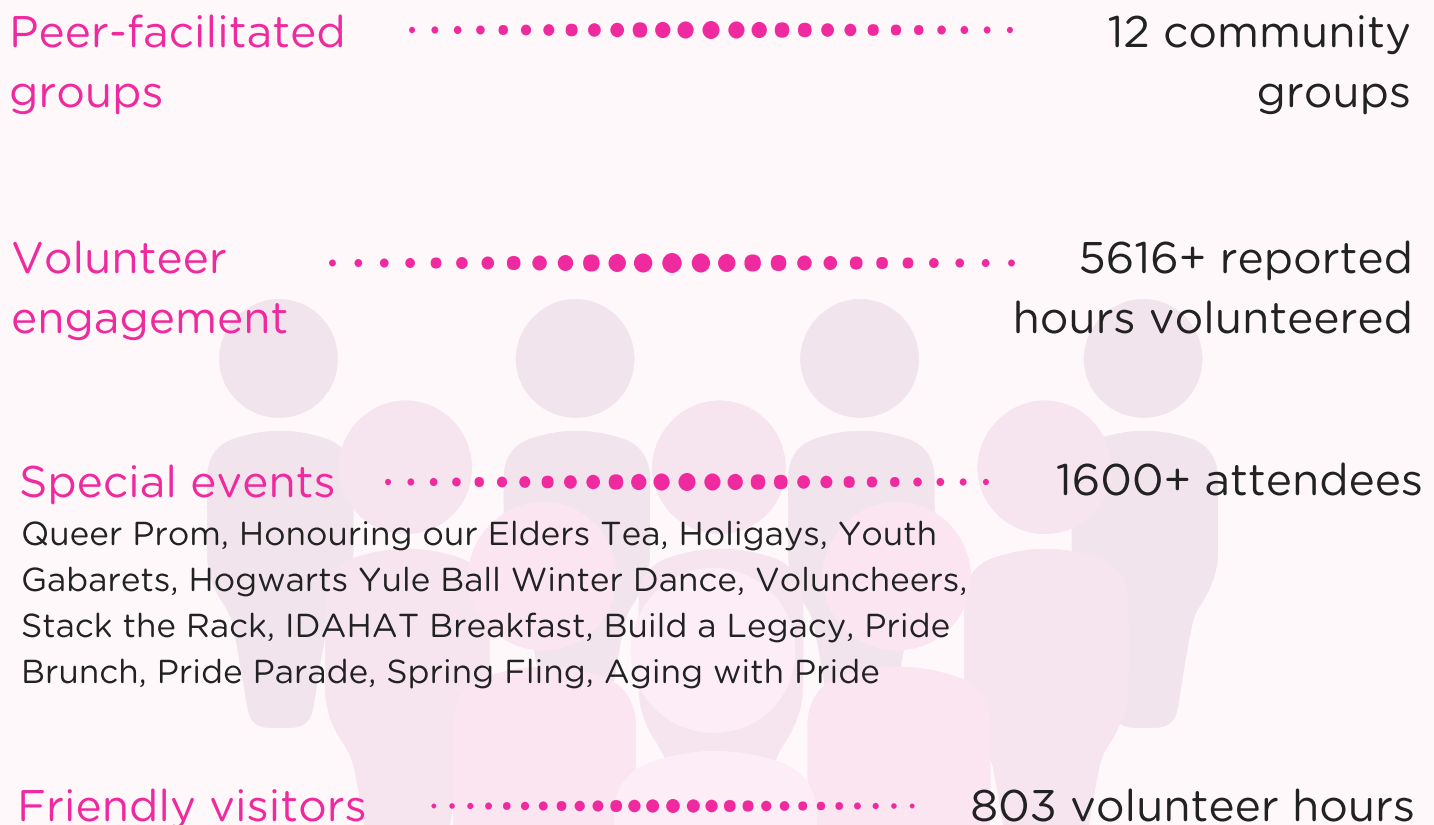 Peer-facilitated groups
12 community groups
Volunteer engagement
5616+ reported hours volunteered
Special events
1600+ attendees
Queer Prom, Honouring our Elders Tea, Holigays, Youth
Gabarets, Hogwarts Yule Ball Winter Dance, Voluncheers,
Stack the Rack, IDAHAT Breakfast, Build a Legacy, Pride
Brunch, Pride Parade, Spring Fling, Aging with Pride
Friendly visitors
803 volunteer hours